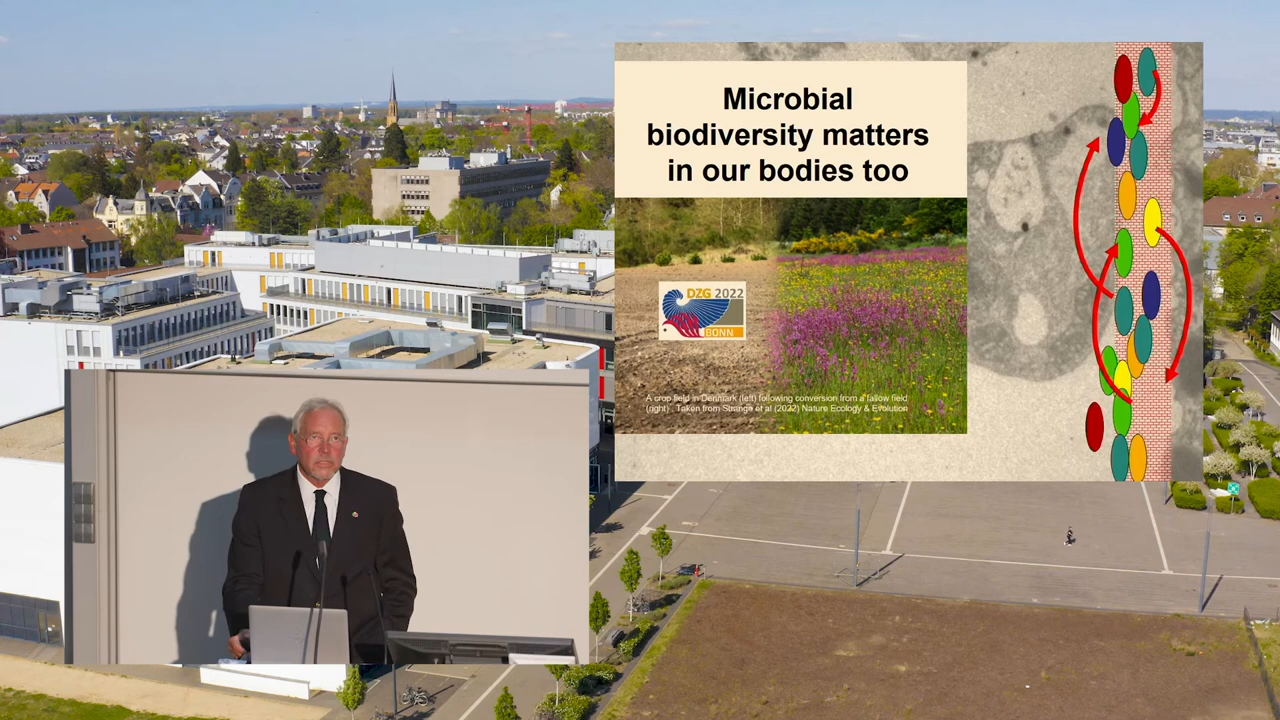 Microbial
biodiversity matters
in our bodies too
DZG 2022
BONN
A crop field in Denmark (left) following conversion from a fallow field
(right). Taken from Strange et al (2022) Nature Ecology & Evolution